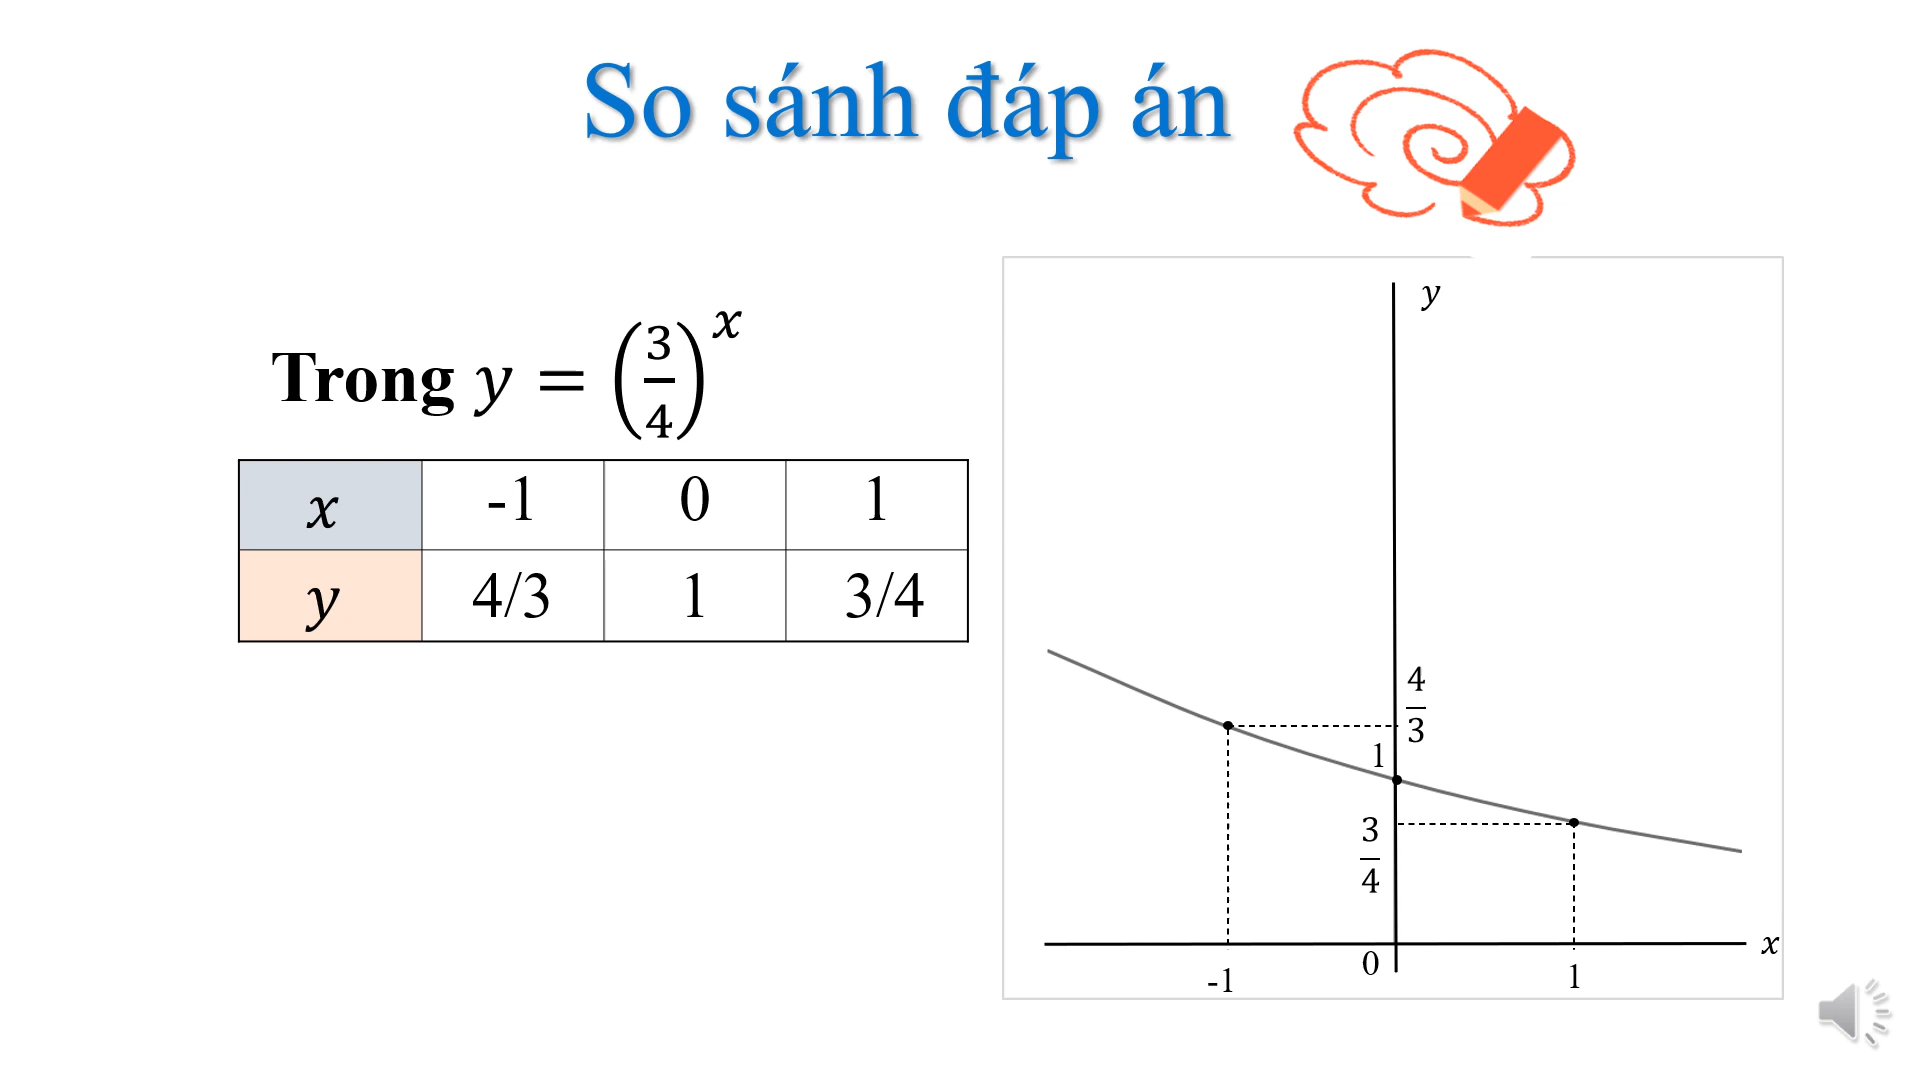 So sánh đáp án
Trong y = (3/4)^x
x -1 0 1
y 4/3 1 3/4
y
4/3
1
3/4
0
x
-1
1